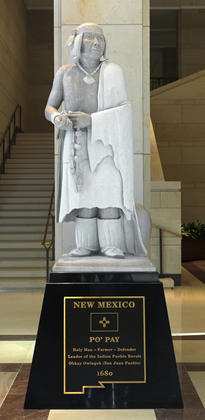 NEW MEXICO
PO'PAY
Holy Man - Farmer - Defender
Leader of the Indian Pueblo Revolt
Ohkay Owingeh (San Juan Pueblo)
1680